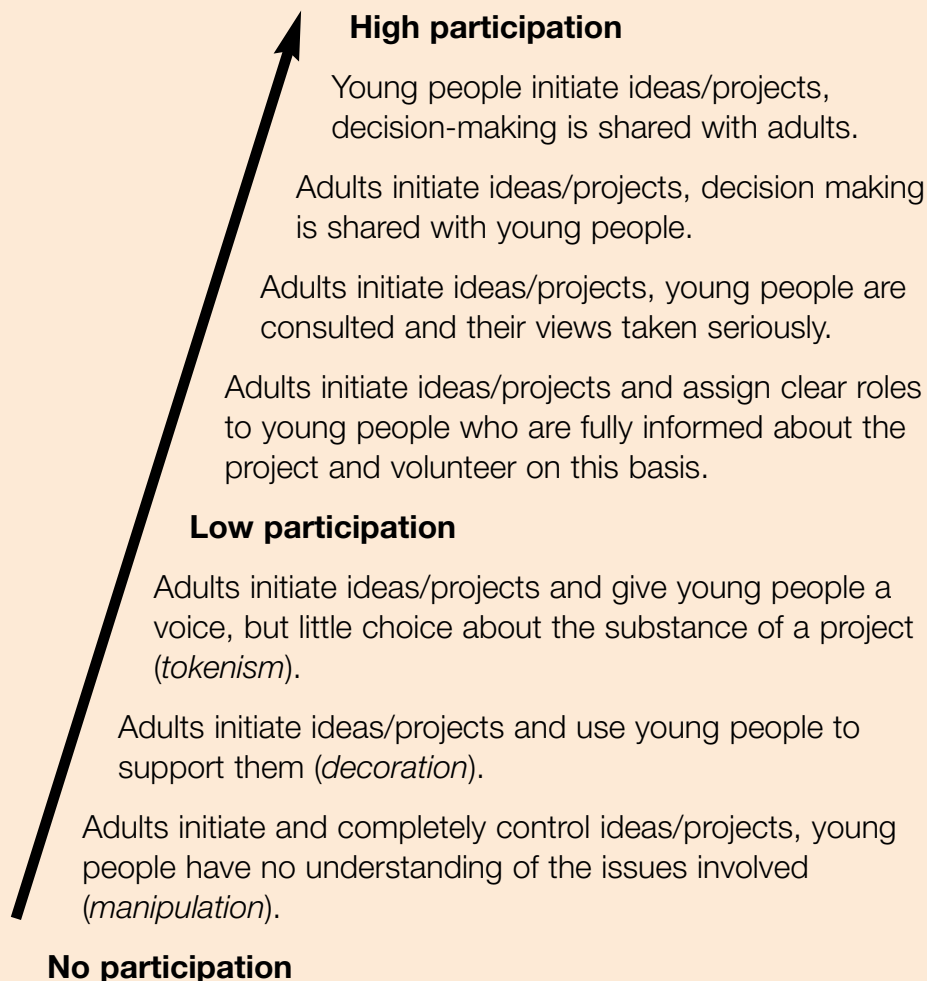 High participation
Young people initiate ideas/projects,
decision-making is shared with adults.
Adults initiate ideas/projects, decision making
is shared with young people.
Adults initiate ideas/projects, young people are
consulted and their views taken seriously.
Adults initiate ideas/projects and assign clear roles
to young people who are fully informed about the
project and volunteer on this basis.
Low participation
Adults initiate ideas/projects and give young people a
voice, but little choice about the substance of a project
(tokenism).
Adults initiate ideas/projects and use young people to
support them (decoration).
Adults initiate and completely control ideas/projects, young
people have no understanding of the issues involved
(manipulation).
No participation